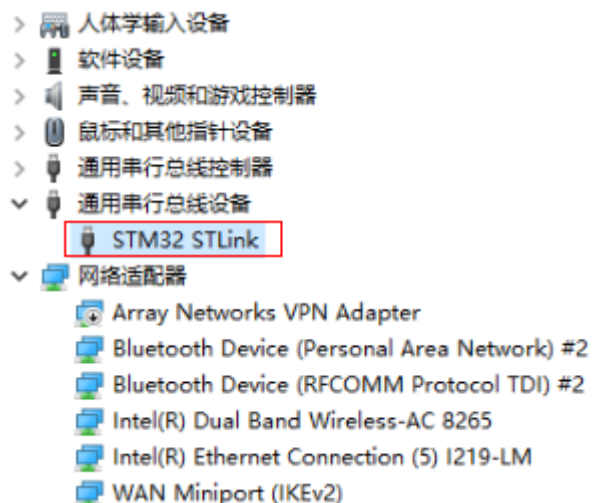 人体学输入设备
软件设备
声音、视频和游戏控制器
鼠标和其他指针设备
通用串行总线控制器
通用串行总线设备
STM32 STLink
网络适配器
Array Networks VPN Adapter
Bluetooth Device (Personal Area Network) #2
Bluetooth Device (RFCOMM Protocol TDI) #2
Intel(R) Dual Band Wireless-AC 8265
Intel(R) Ethernet Connection (5) I219-LM
WAN Miniport (IKEv2)